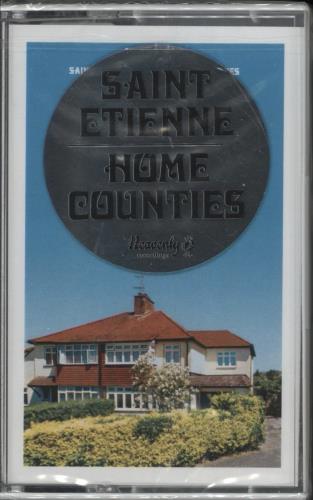 SAINT
ETIENNE
HOME
COUNTIES
Heavenly
recordings